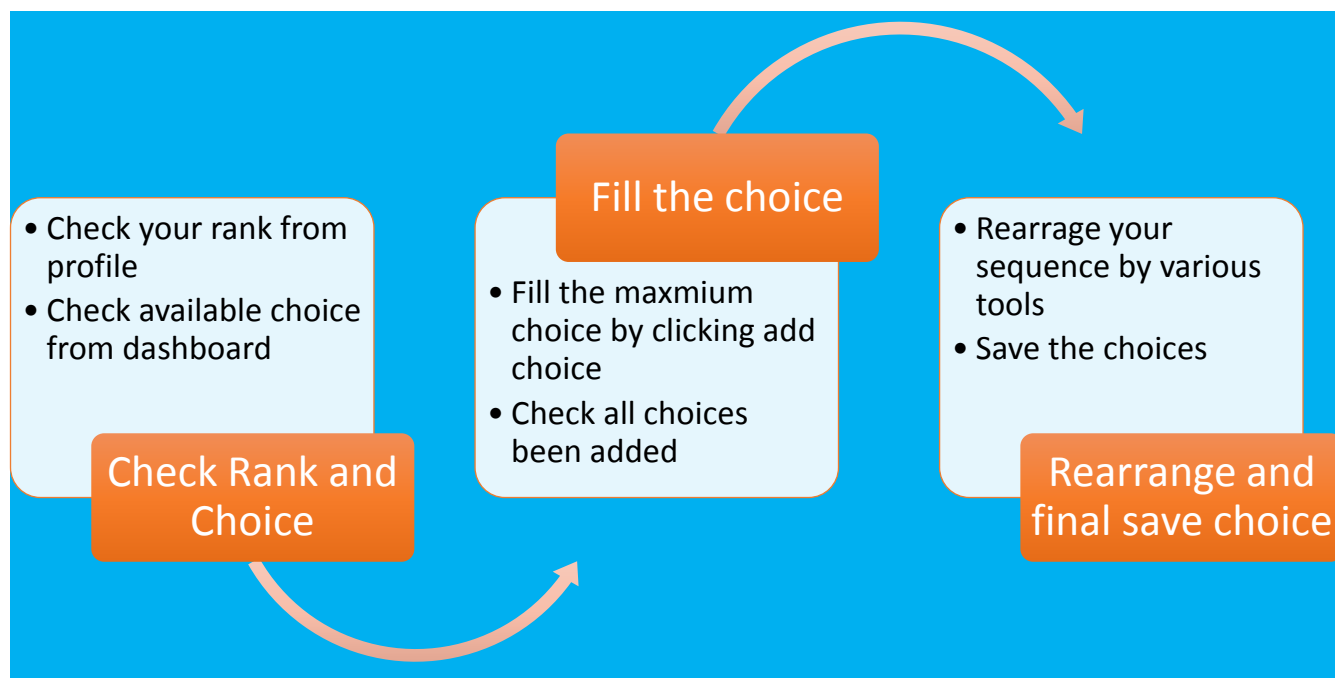 • Check your rank from
profile
• Check available choice
from dashboard
Check Rank and
Choice
Fill the choice
• Fill the maxmium
choice by clicking add
choice
• Check all choices
been added
• Rearrage your
sequence by various
tools
• Save the choices
Rearrange and
final save choice